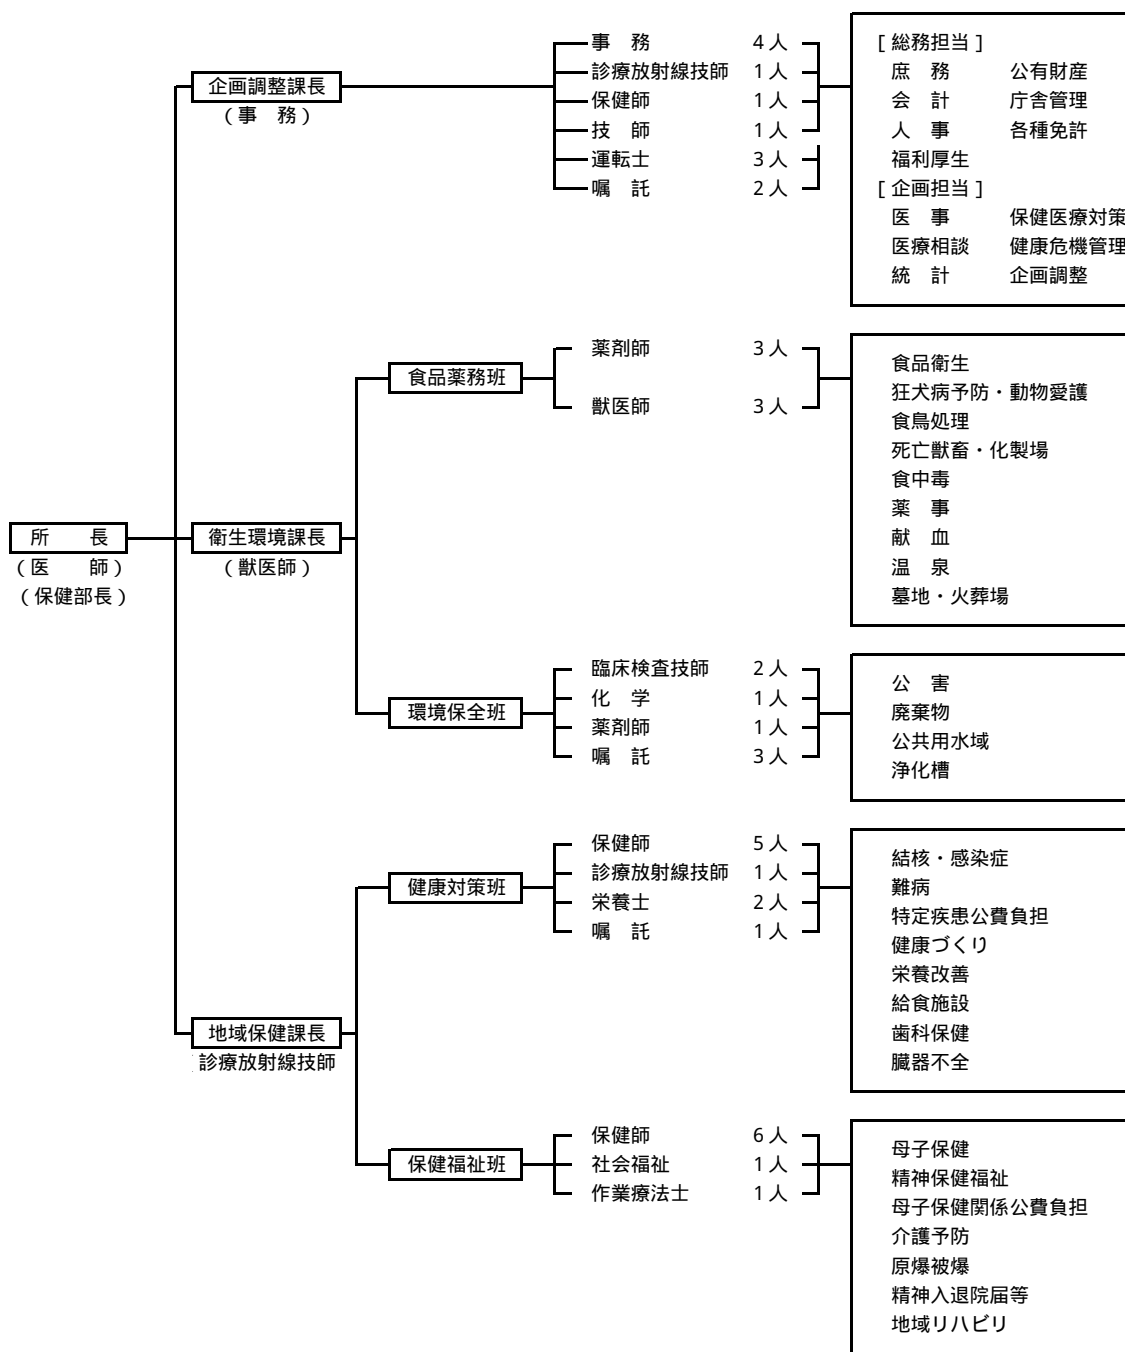 所　長
（医　師）
（保健部長）
企画調整課長
（事　務）
事　務　4人
診療放射線技師　1人
保健師　1人
技　師　1人
運転士　3人
嘱　託　2人
[総務担当]
庶　務　公有財産
会　計　庁舎管理
人　事　各種免許
福利厚生
[企画担当]
医　事　保健医療対策
医療相談　健康危機管理
統　計　企画調整
衛生環境課長
（獣医師）
食品薬務班
薬剤師　3人
獣医師　3人
食品衛生
狂犬病予防・動物愛護
食鳥処理
死亡獣畜・化製場
食中毒
薬　事
献　血
温　泉
墓地・火葬場
環境保全班
臨床検査技師　2人
化　学　1人
薬剤師　1人
嘱　託　3人
公　害
廃棄物
公共用水域
浄化槽
地域保健課長
診療放射線技師
健康対策班
保健師　5人
診療放射線技師　1人
栄養士　2人
嘱　託　1人
結核・感染症
難病
特定疾患公費負担
健康づくり
栄養改善
給食施設
歯科保健
臓器不全
保健福祉班
保健師　6人
社会福祉　1人
作業療法士　1人
母子保健
精神保健福祉
母子保健関係公費負担
介護予防
原爆被爆
精神入退院届等
地域リハビリ